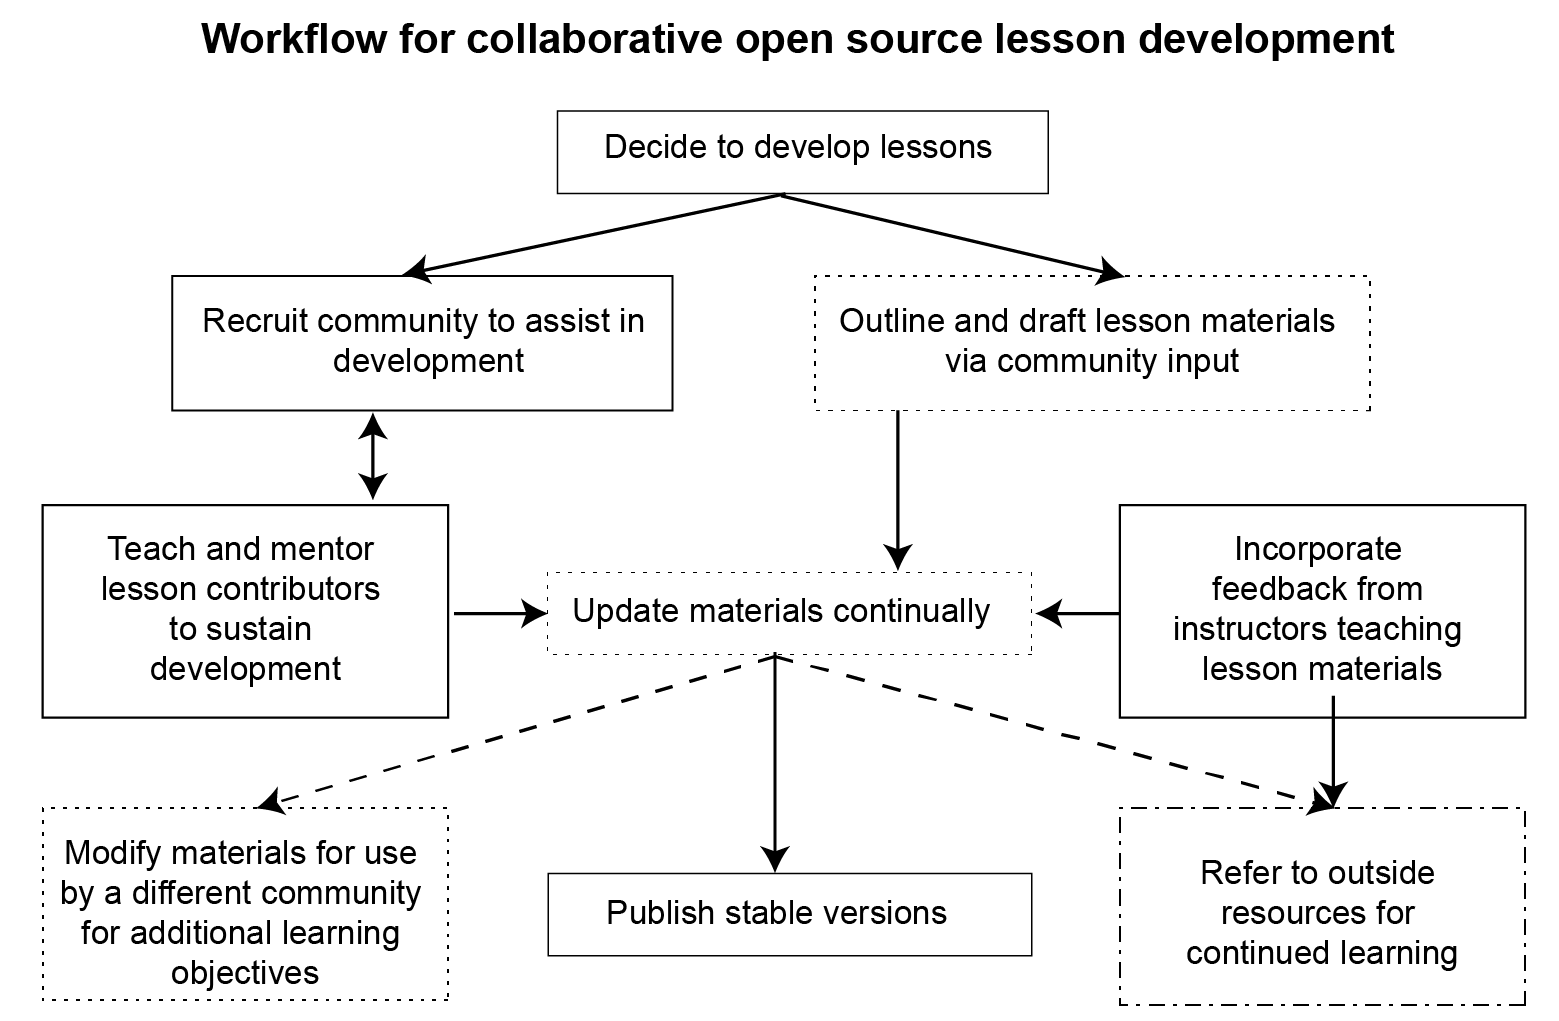 Workflow for collaborative open source lesson development
Decide to develop lessons
Recruit community to assist in
development
Outline and draft lesson materials
via community input
Teach and mentor
lesson contributors
to sustain
development
Update materials continually
Incorporate
feedback from
instructors teaching
lesson materials
Modify materials for use
by a different community
for additional learning
objectives
Publish stable versions
Refer to outside
resources for
continued learning